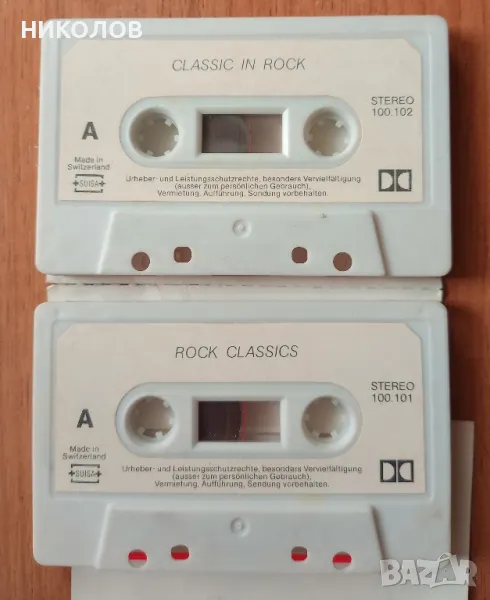 НИКОЛОВ
CLASSIC IN ROCK
A
STEREO
100.102
Made in
Switzerland
SUISA
Urheber- und Leistungsschutzrechte, besonders Vervielfältigung
(ausser zum persönlichen Gebrauch),
Vermietung, Aufführung, Sendung vorbehalten.
ROCK CLASSICS
A
STEREO
100.101
Made in
Switzerland
SUISA
Urheber- und Leistungsschutzrechte, besonders Vervielfältigung
(ausser zum persönlichen Gebrauch),
Vermietung, Aufführung, Sendung vorbehalten.
BAZAR